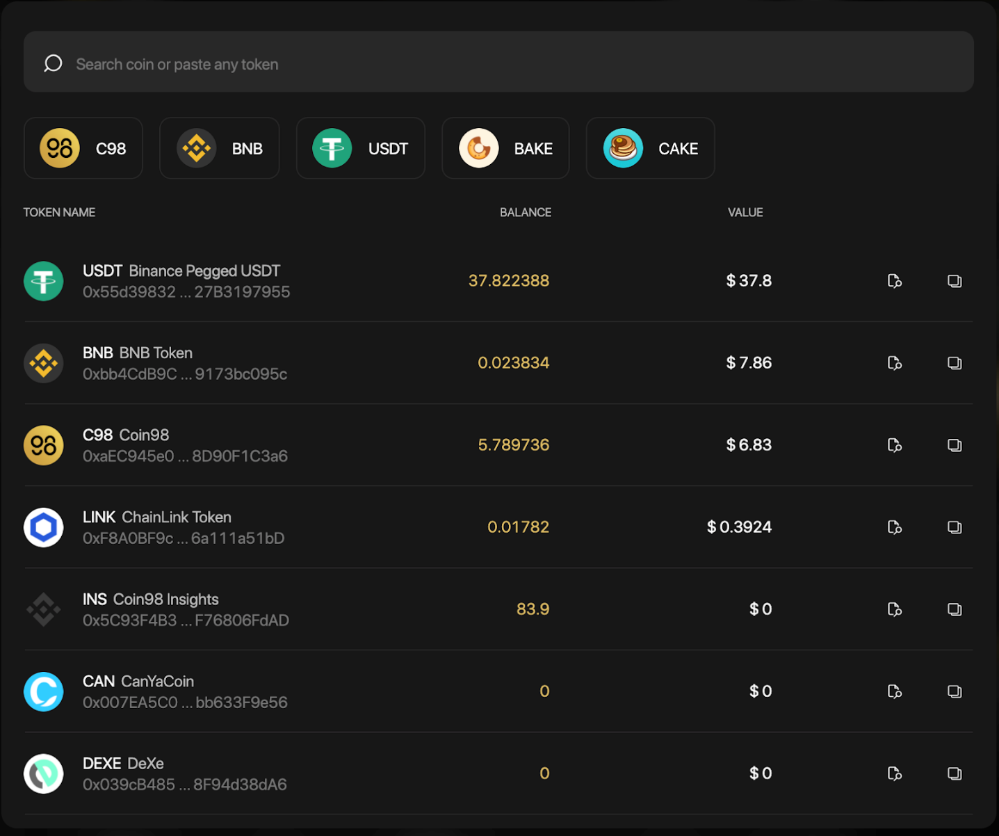 Search coin or paste any token
C98 BNB USDT BAKE CAKE
TOKEN NAME BALANCE VALUE
USDT Binance Pegged USDT
0x55d39832 ... 27B3197955
37.822388 $ 37.8
BNB BNB Token
0xbb4CdB9C ... 9173bc095c
0.023834 $ 7.86
C98 Coin98
0xaEC945e0 ... 8D90F1C3a6
5.789736 $ 6.83
LINK ChainLink Token
0xF8A0BF9c ... 6a111a51bD
0.01782 $ 0.3924
INS Coin98 Insights
0x5C93F4B3 ... F76806FdAD
83.9 $ 0
CAN CanYaCoin
0x007EA5C0 ... bb633F9e56
0 $ 0
DEXE DeXe
0x039cB485 ... 8F94d38dA6
0 $ 0